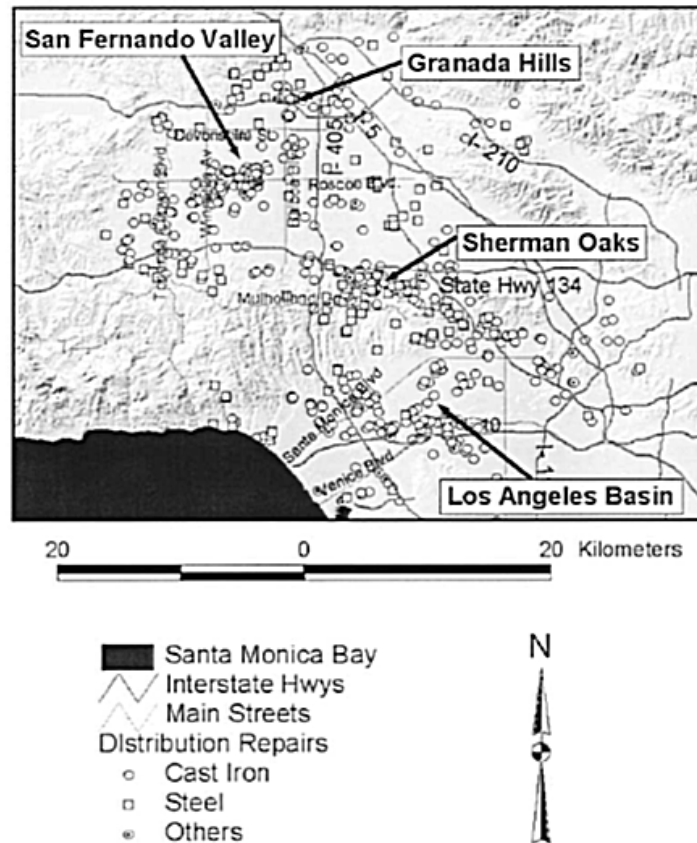 San Fernando Valley
Granada Hills
Devonshire St
I-405
I-5
I-210
Roscoe
Sherman Oaks
State Hwy 134
Mulholland
Santa Monica Blvd
10
Venice Blvd
Los Angeles Basin
20 0 20 Kilometers
Santa Monica Bay
Interstate Hwys
Main Streets
DIstribution Repairs
Cast Iron
Steel
Others
N